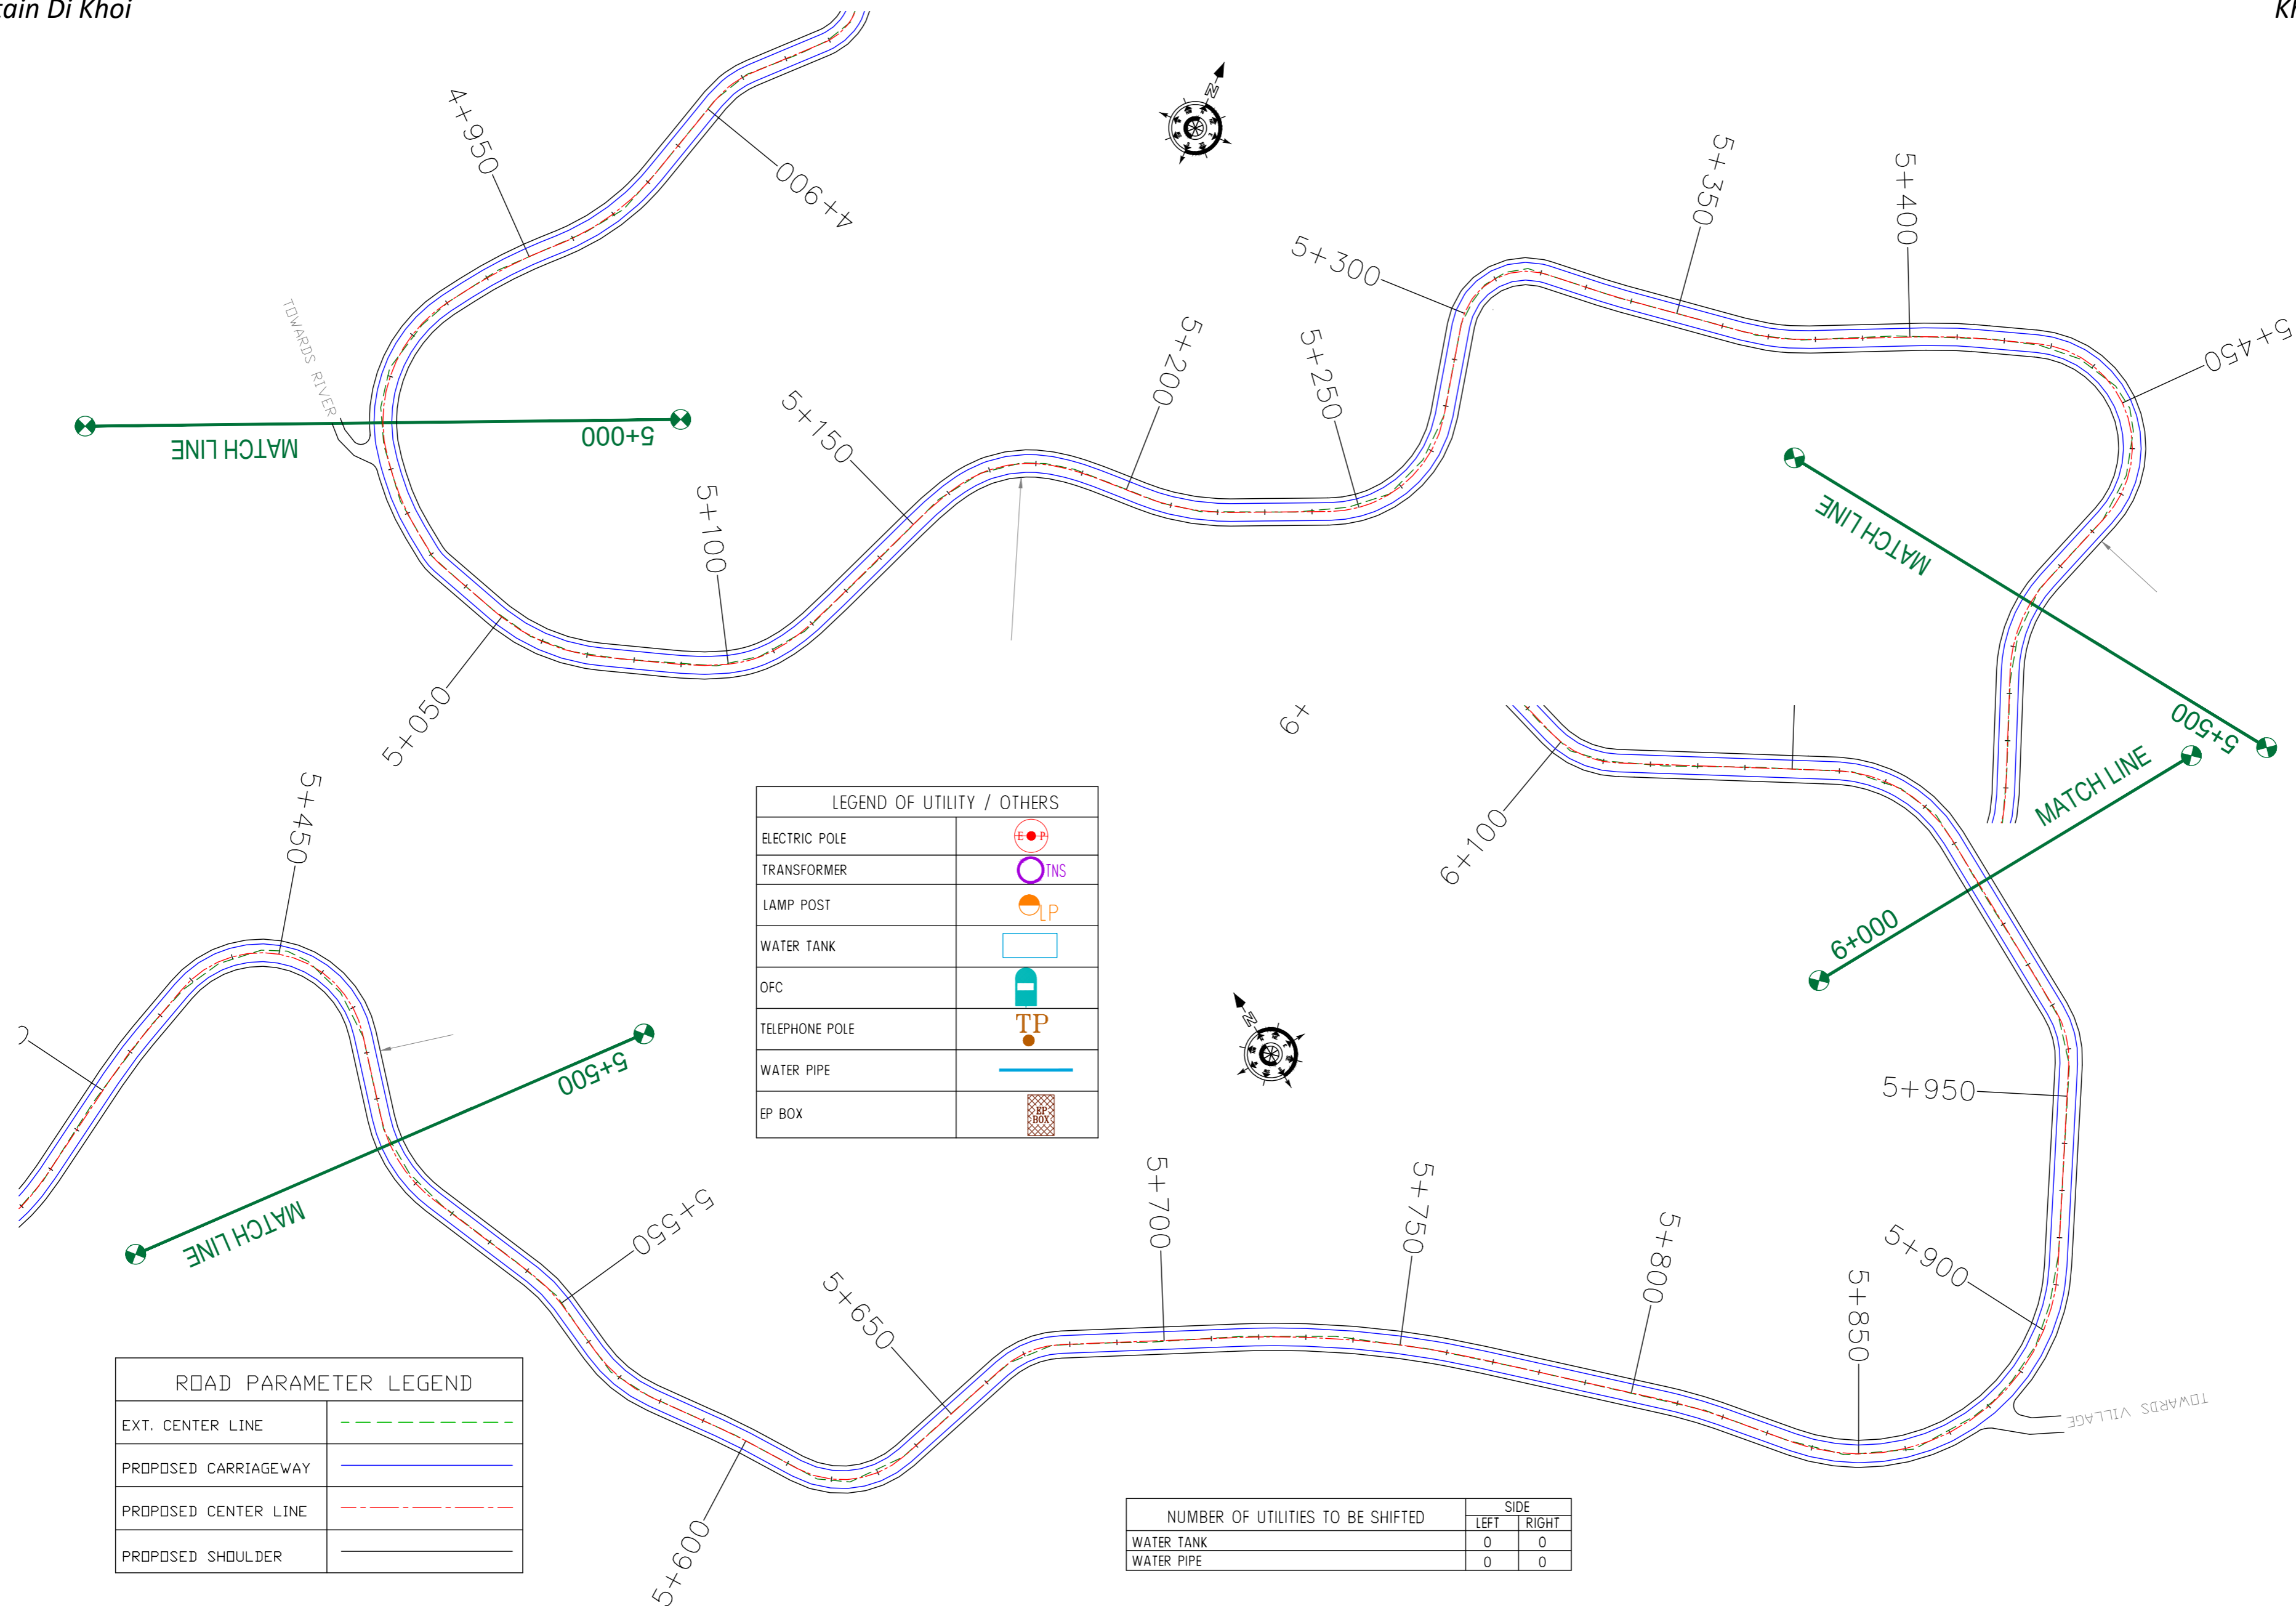 tain Di Khoi
4+950
4+900
N
5+350
5+400
5+300
5+450
TOWARDS RIVER
5+250
5+200
5+150
MATCH LINE
5+000
5+100
MATCH LINE
5+500
5+050
MATCH LINE
6+000
6+100
5+450
LEGEND OF UTILITY / OTHERS
ELECTRIC POLE E P
TRANSFORMER TNS
LAMP POST LP
WATER TANK
OFC
TELEPHONE POLE TP
WATER PIPE
EP BOX EP BOX
N
5+500
MATCH LINE
5+950
5+550
5+700
5+750
5+650
5+800
5+850
5+900
TOWARDS VILLAGE
5+600
ROAD PARAMETER LEGEND
EXT. CENTER LINE
PROPOSED CARRIAGEWAY
PROPOSED CENTER LINE
PROPOSED SHOULDER
NUMBER OF UTILITIES TO BE SHIFTED SIDE
LEFT RIGHT
WATER TANK 0 0
WATER PIPE 0 0